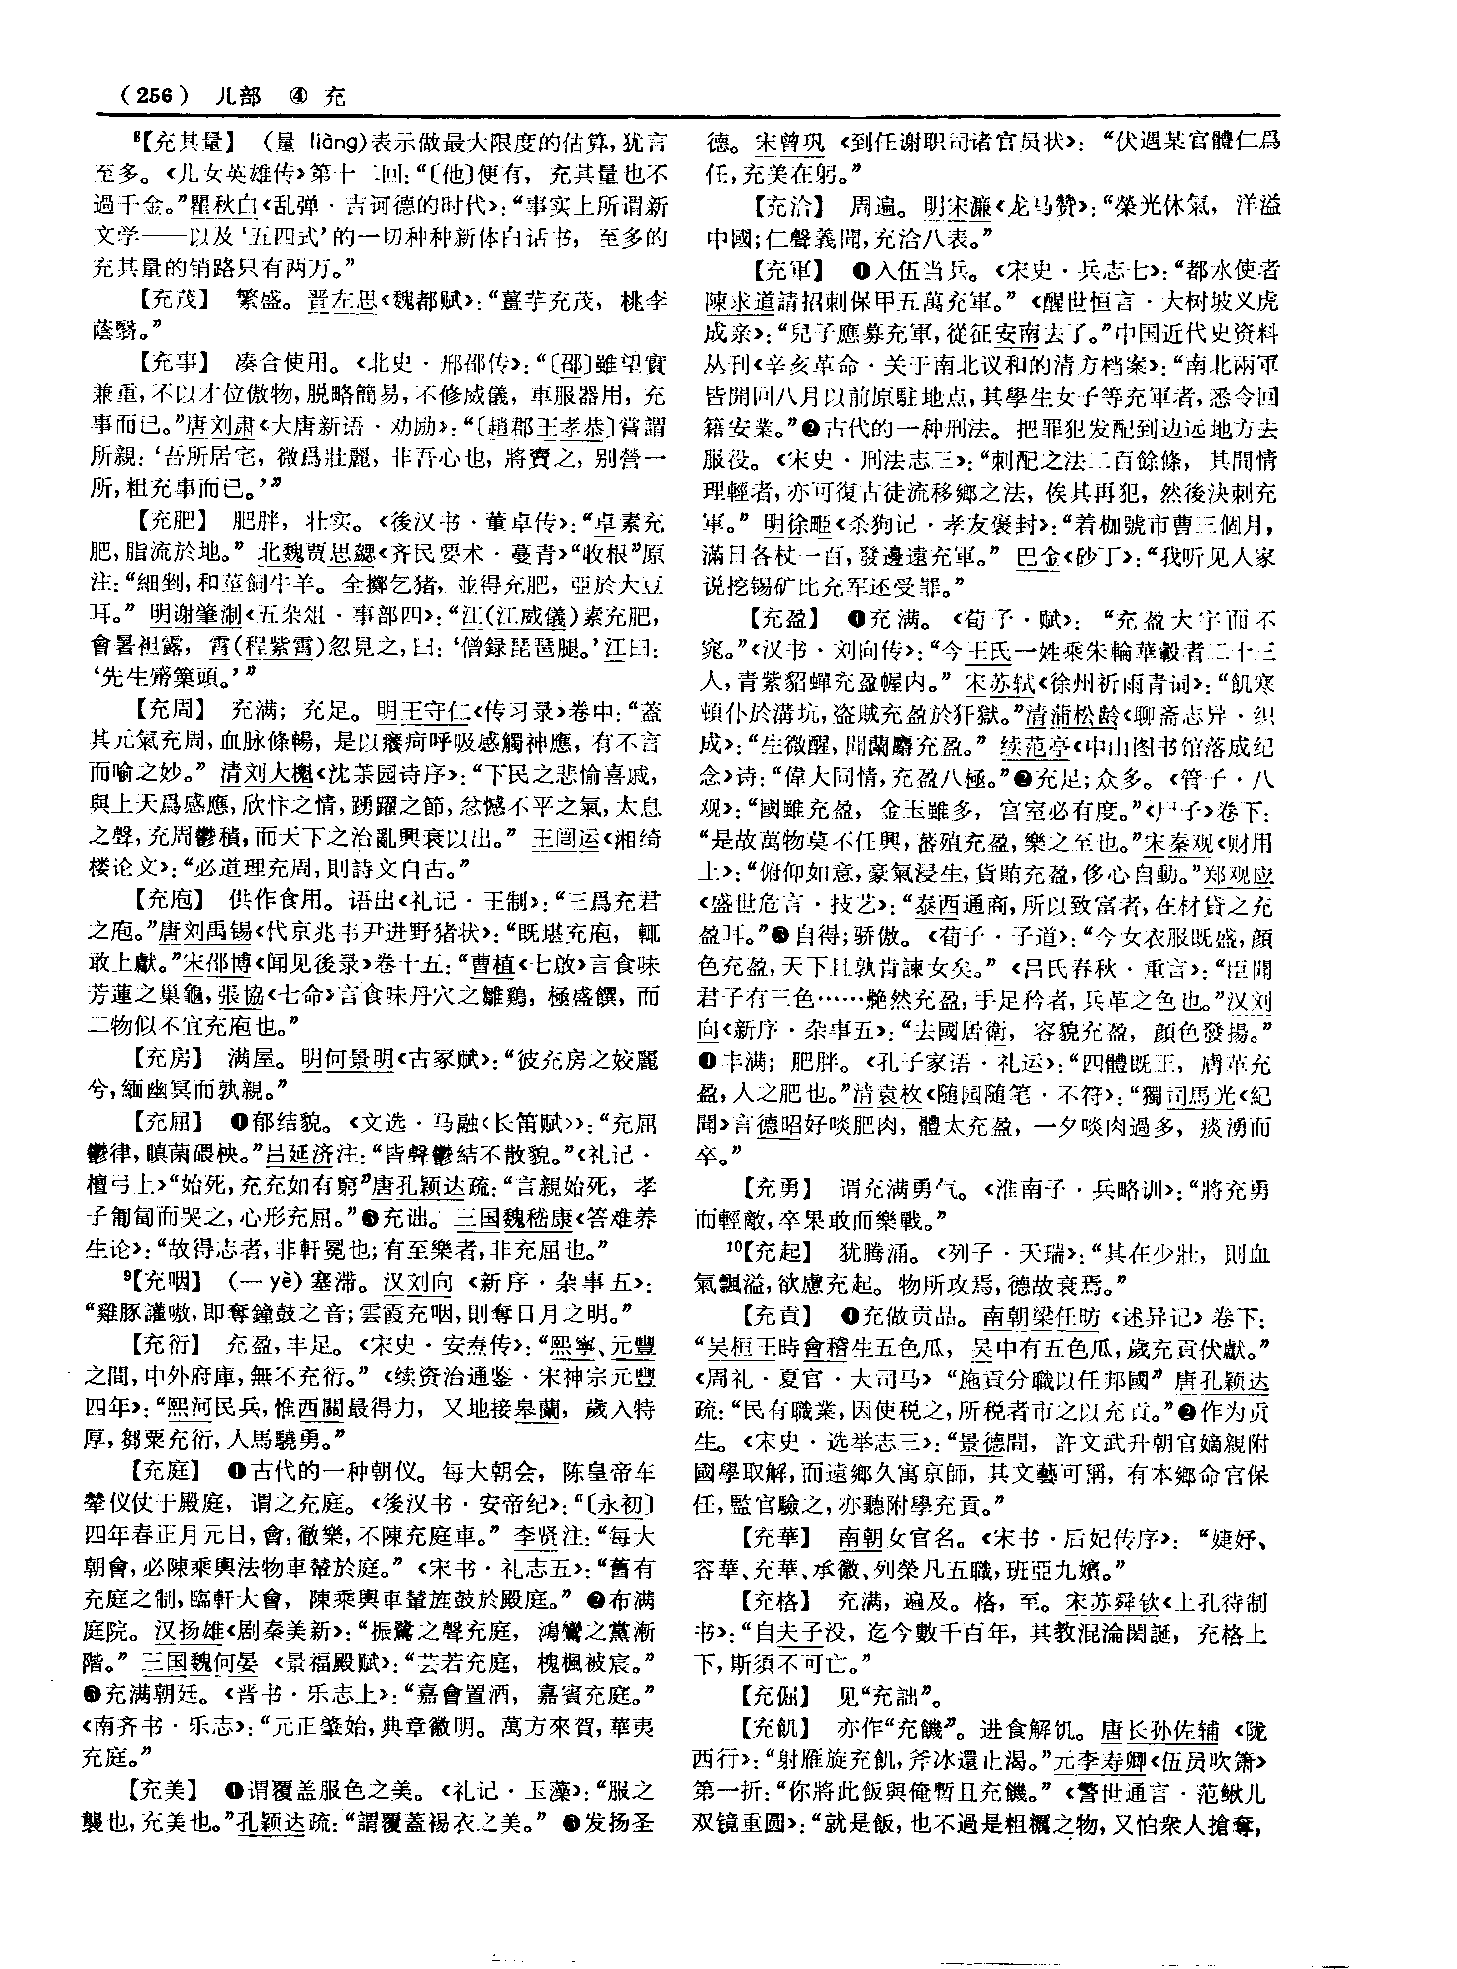 （256） 儿部 ④ 充
⁸【充其量】 （量 liàng）表示做最大限度的估算，犹言
至多。《儿女英雄传》第十二回：“〔他〕便有，充其量也不
過千金。”瞿秋白《乱弹·吉诃德的时代》：“事实上所谓新
文学——以及‘五四式’的一切种种新体白话书，至多的
充其量的销路只有两万。”
【充茂】 繁盛。晋左思《魏都赋》：“薑芋充茂，桃李
蔭翳。”
【充事】 凑合使用。《北史·邢邵传》：“〔邵〕雖望實
兼重，不以才位傲物，脱略簡易，不修威儀，車服器用，充
事而已。”唐刘肃《大唐新语·劝励》：“〔趙郡王孝恭〕嘗謂
所親：‘吾所居宅，微爲壯麗，非吾心也，將賣之，别營一
所，粗充事而已。’”
【充肥】 肥胖，壮实。《後汉书·董卓传》：“卓素充
肥，脂流於地。”北魏贾思勰《齐民要术·蔓菁》“收根”原
注：“細剉，和莝飼牛羊。全擲乞猪，並得充肥，亞於大豆
耳。”明谢肇淛《五杂俎·事部四》：“江（江威儀）素充肥，
會暑袒露，霄（程紫霄）忽見之，曰：‘僧録琵琶腿。’江曰：
‘先生觱篥頭。’”
【充周】 充满；充足。明王守仁《传习录》卷中：“蓋
其元氣充周，血脉條暢，是以癢疴呼吸感觸神應，有不言
而喻之妙。”清刘大櫆《沈茶园诗序》：“下民之悲愉喜戚，
與上天爲感應，欣忭之情，踴躍之節，忿憾不平之氣，太息
之聲，充周鬱積，而天下之治亂興衰以出。”王闿运《湘绮
楼论文》：“必道理充周，則詩文自古。”
【充庖】 供作食用。语出《礼记·王制》：“三爲充君
之庖。”唐刘禹锡《代京兆韦尹进野猪状》：“既堪充庖，輒
敢上獻。”宋邵博《闻见後录》卷十五：“曹植《七啟》言食味
芳蓮之巢龜，張協《七命》言食味丹穴之雛鷄，極盛饌，而
二物似不宜充庖也。”
【充房】 满屋。明何景明《古冢赋》：“彼充房之姣麗
兮，緬幽冥而孰親。”
【充屈】 ❶郁结貌。《文选·马融〈长笛赋〉》：“充屈
鬱律，瞋菌碨柍。”吕延济注：“皆聲鬱結不散貌。”《礼记·
檀弓上》“始死，充充如有窮”唐孔颖达疏：“言親始死，孝
子匍匐而哭之，心形充屈。”❷充诎。三国魏嵇康《答难养
生论》：“故得志者，非軒冕也；有至樂者，非充屈也。”
⁹【充咽】 （一yè）塞滞。汉刘向《新序·杂事五》：
“雞豚讙嗷，即奪鐘鼓之音；雲霞充咽，則奪日月之明。”
【充衍】 充盈，丰足。《宋史·安焘传》：“熙寧、元豐
之間，中外府庫，無不充衍。”《续资治通鉴·宋神宗元豐
四年》：“熙河民兵，惟西關最得力，又地接皋蘭，歲入特
厚，芻粟充衍，人馬驍勇。”
【充庭】 ❶古代的一种朝仪。每大朝会，陈皇帝车
辇仪仗于殿庭，谓之充庭。《後汉书·安帝纪》：“〔永初〕
四年春正月元日，會，徹樂，不陳充庭車。”李贤注：“每大
朝會，必陳乘輿法物車輦於庭。”《宋书·礼志五》：“舊有
充庭之制，臨軒大會，陳乘輿車輦旌鼓於殿庭。”❷布满
庭院。汉扬雄《剧秦美新》：“振鷺之聲充庭，鴻鸞之黨漸
階。”三国魏何晏《景福殿赋》：“芸若充庭，槐楓被宸。”
❸充满朝廷。《晋书·乐志上》：“嘉會置酒，嘉賓充庭。”
《南齐书·乐志》：“元正肇始，典章徽明。萬方來賀，華夷
充庭。”
【充美】 ❶谓覆盖服色之美。《礼记·玉藻》：“服之
襲也，充美也。”孔颖达疏：“謂覆蓋裼衣之美。”❷发扬圣
德。宋曾巩《到任谢职司诸官员状》：“伏遇某官體仁爲
任，充美在躬。”
【充洽】 周遍。明宋濂《龙马赞》：“榮光休氣，洋溢
中國；仁聲義聞，充洽八表。”
【充軍】 ❶入伍当兵。《宋史·兵志七》：“都水使者
陳求道請招刺保甲五萬充軍。”《醒世恒言·大树坡义虎
成亲》：“兒子應募充軍，從征安南去了。”中国近代史资料
丛刊《辛亥革命·关于南北议和的清方档案》：“南北兩軍
皆開回八月以前原駐地点，其學生女子等充軍者，悉令回
籍安業。”❷古代的一种刑法。把罪犯发配到边远地方去
服役。《宋史·刑法志三》：“刺配之法二百餘條，其間情
理輕者，亦可復古徒流移鄉之法，俟其再犯，然後決刺充
軍。”明徐𤱻《杀狗记·孝友褒封》：“着枷號市曹三個月，
滿日各杖一百，發邊遠充軍。”巴金《砂丁》：“我听见人家
说挖锡矿比充军还受罪。”
【充盈】 ❶充满。《荀子·赋》：“充盈大宇而不
窕。”《汉书·刘向传》：“今王氏一姓乘朱輪華轂者二十三
人，青紫貂蟬充盈幄内。”宋苏轼《徐州祈雨青词》：“飢寒
頓仆於溝坑，盗賊充盈於犴獄。”清蒲松龄《聊斋志异·织
成》：“生微醒，聞蘭麝充盈。”续范亭《中山图书馆落成纪
念》诗：“偉大同情，充盈八極。”❷充足；众多。《管子·八
观》：“國雖充盈，金玉雖多，宫室必有度。”《尸子》卷下：
“是故萬物莫不任興，蕃殖充盈，樂之至也。”宋秦观《财用
上》：“俯仰如意，豪氣浸生，貨賄充盈，侈心自動。”郑观应
《盛世危言·技艺》：“泰西通商，所以致富者，在材貨之充
盈耳。”❸自得；骄傲。《荀子·子道》：“今女衣服既盛，顔
色充盈，天下且孰肯諫女矣。”《吕氏春秋·重言》：“臣聞
君子有三色……艴然充盈，手足矜者，兵革之色也。”汉刘
向《新序·杂事五》：“去國居衛，容貌充盈，顔色發揚。”
❹丰满；肥胖。《孔子家语·礼运》：“四體既正，膚革充
盈，人之肥也。”清袁枚《随园随笔·不符》：“獨司馬光《紀
聞》言德昭好啖肥肉，體太充盈，一夕啖肉過多，痰湧而
卒。”
【充勇】 谓充满勇气。《淮南子·兵略训》：“將充勇
而輕敵，卒果敢而樂戰。”
¹⁰【充起】 犹腾涌。《列子·天瑞》：“其在少壯，則血
氣飄溢，欲慮充起。物所攻焉，德故衰焉。”
【充貢】 ❶充做贡品。南朝梁任昉《述异记》卷下：
“吴桓王時會稽生五色瓜，吴中有五色瓜，歲充貢伏獻。”
《周礼·夏官·大司马》“施貢分職以任邦國”唐孔颖达
疏：“民有職業，因使税之，所税者市之以充貢。”❷作为贡
生。《宋史·选举志三》：“景德間，許文武升朝官嫡親附
國學取解，而遠鄉久寓京師，其文藝可稱，有本鄉命官保
任，監官驗之，亦聽附學充貢。”
【充華】 南朝女官名。《宋书·后妃传序》：“婕妤、
容華、充華、承徽、列榮凡五職，班亞九嬪。”
【充格】 充满，遍及。格，至。宋苏舜钦《上孔待制
书》：“自夫子没，迄今數千百年，其教混淪閎誕，充格上
下，斯須不可亡。”
【充倔】 见“充詘”。
【充飢】 亦作“充饑”。进食解饥。唐长孙佐辅《陇
西行》：“射雁旋充飢，斧冰還止渴。”元李寿卿《伍员吹箫》
第一折：“你將此飯與俺暫且充饑。”《警世通言·范鳅儿
双镜重圆》：“就是飯，也不過是粗糲之物，又怕衆人搶奪，